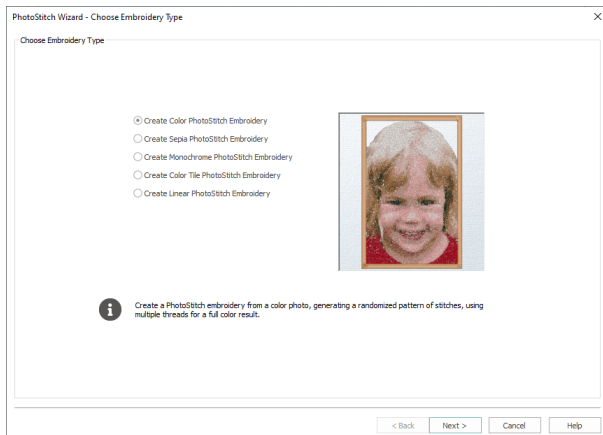 PhotoStitch Wizard - Choose Embroidery Type
Choose Embroidery Type
Create Color PhotoStitch Embroidery
Create Sepia PhotoStitch Embroidery
Create Monochrome PhotoStitch Embroidery
Create Color Tile PhotoStitch Embroidery
Create Linear PhotoStitch Embroidery
Create a PhotoStitch embroidery from a color photo, generating a randomized pattern of stitches, using
multiple threads for a full color result.
< Back Next > Cancel Help